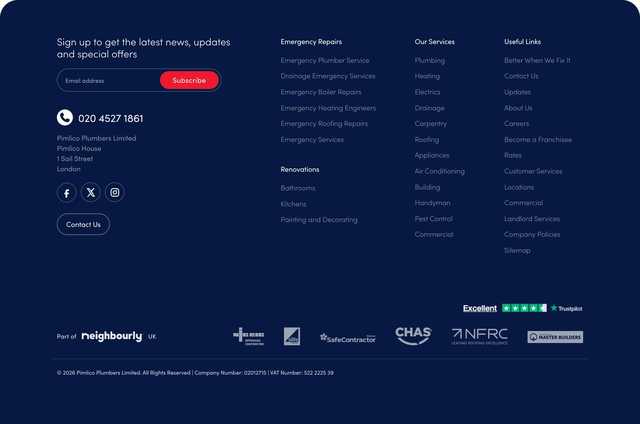 Sign up to get the latest news, updates
and special offers
Email address
Subscribe
020 4527 1861
Pimlico Plumbers Limited
Pimlico House
1 Sail Street
London
Contact Us
Emergency Repairs
Emergency Plumber Service
Drainage Emergency Services
Emergency Boiler Repairs
Emergency Heating Engineers
Emergency Roofing Repairs
Emergency Services
Renovations
Bathrooms
Kitchens
Painting and Decorating
Our Services
Plumbing
Heating
Electrics
Drainage
Carpentry
Roofing
Appliances
Air Conditioning
Building
Handyman
Pest Control
Commercial
Useful Links
Better When We Fix It
Contact Us
Updates
About Us
Careers
Become a Franchisee
Rates
Customer Services
Locations
Commercial
Landlord Services
Company Policies
Sitemap
Excellent
Trustpilot
Part of neighbourly UK.
SafeContractor
CHAS
NFRC
LEADING ROOFING EXCELLENCE
MASTER BUILDERS
© 2026 Pimlico Plumbers Limited. All Rights Reserved | Company Number: 02012715 | VAT Number: 522 2225 39